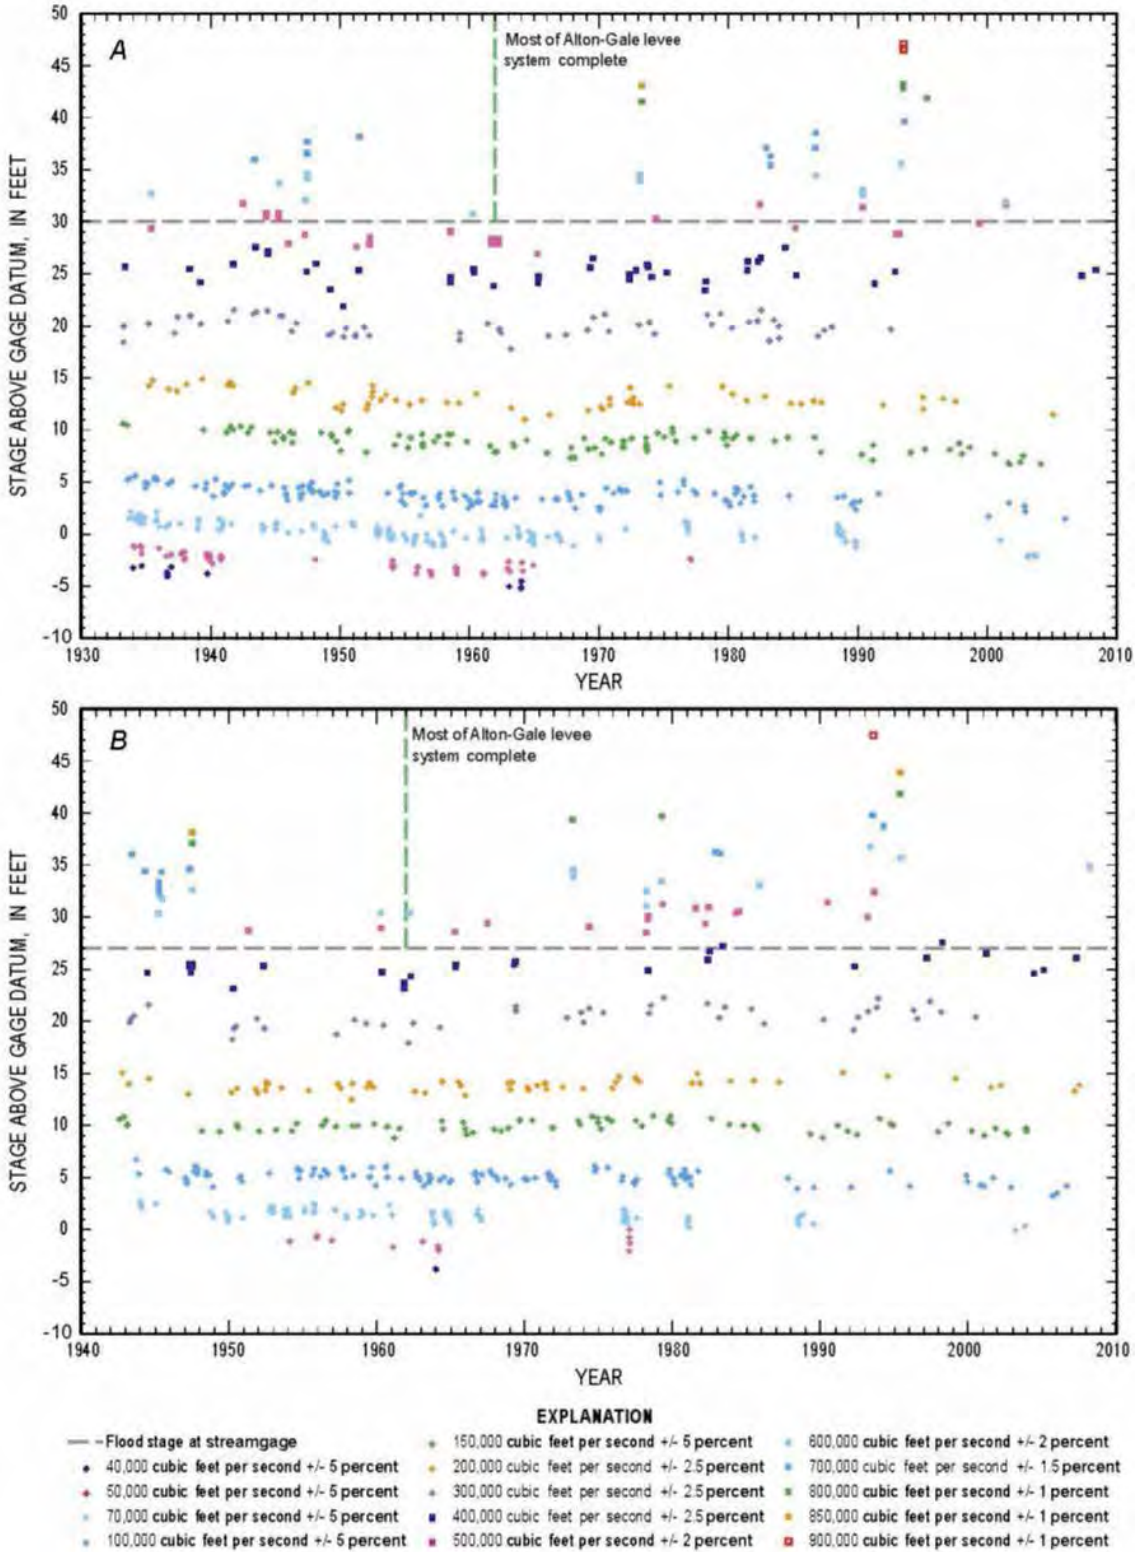 A
Most of Alton-Gale levee
system complete
STAGE ABOVE GAGE DATUM, IN FEET
50
45
40
35
30
25
20
15
10
5
0
-5
-10
1930 1940 1950 1960 1970 1980 1990 2000 2010
YEAR
B
Most of Alton-Gale levee
system complete
STAGE ABOVE GAGE DATUM, IN FEET
50
45
40
35
30
25
20
15
10
5
0
-5
-10
1940 1950 1960 1970 1980 1990 2000 2010
YEAR
EXPLANATION
Flood stage at streamgage
40,000 cubic feet per second +/- 5 percent
50,000 cubic feet per second +/- 5 percent
70,000 cubic feet per second +/- 5 percent
100,000 cubic feet per second +/- 5 percent
150,000 cubic feet per second +/- 5 percent
200,000 cubic feet per second +/- 2.5 percent
300,000 cubic feet per second +/- 2.5 percent
400,000 cubic feet per second +/- 2.5 percent
500,000 cubic feet per second +/- 2 percent
600,000 cubic feet per second +/- 2 percent
700,000 cubic feet per second +/- 1.5 percent
800,000 cubic feet per second +/- 1 percent
850,000 cubic feet per second +/- 1 percent
900,000 cubic feet per second +/- 1 percent